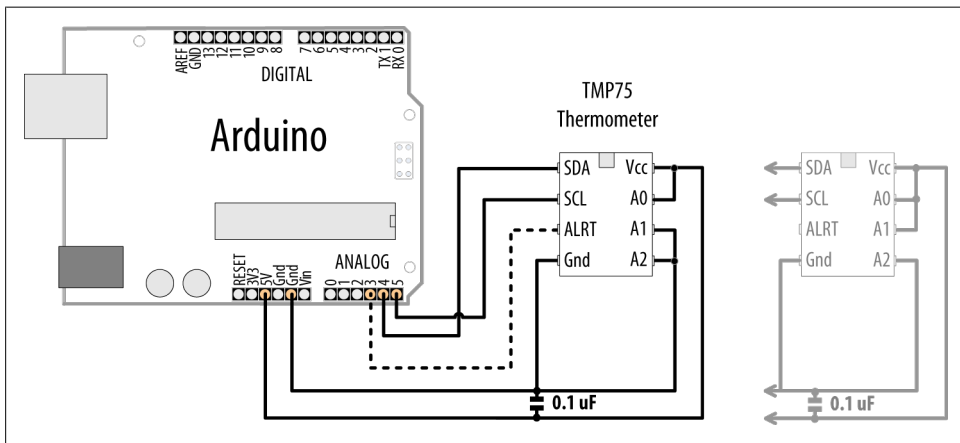 AREF
GND
13
12
11
10
9
8
7
6
5
4
3
2
TX 1
RX 0
DIGITAL
Arduino
ANALOG
RESET
3V3
5V
Gnd
Gnd
Vin
0
1
2
3
4
5
TMP75
Thermometer
SDA Vcc
SCL A0
ALRT A1
Gnd A2
0.1 uF
SDA Vcc
SCL A0
ALRT A1
Gnd A2
0.1 uF